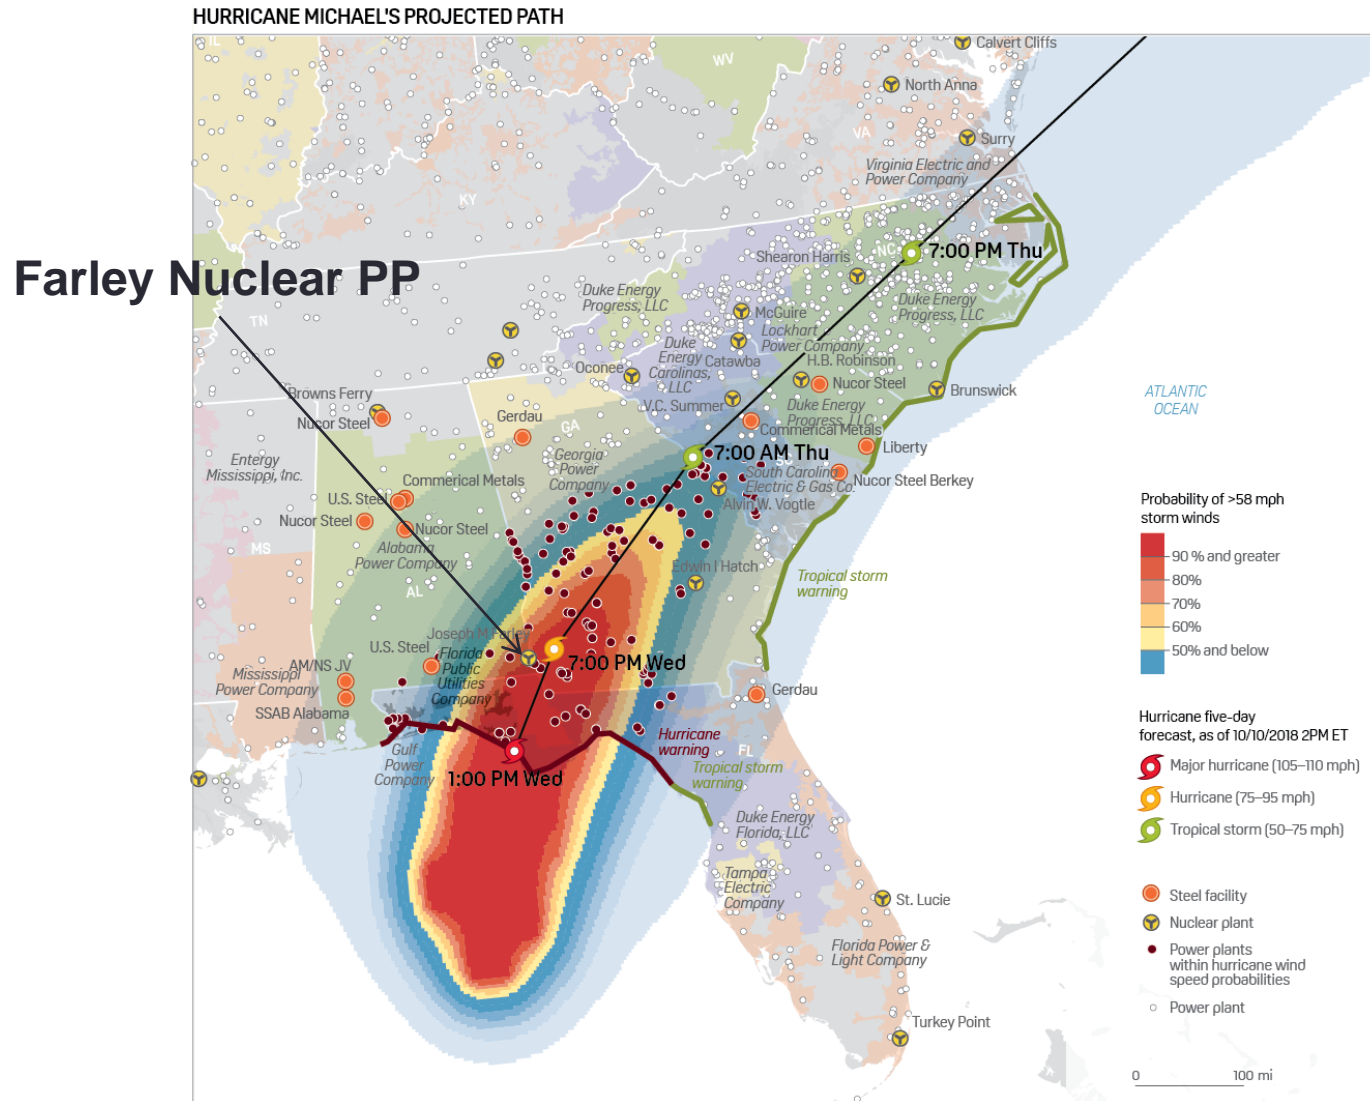 HURRICANE MICHAEL'S PROJECTED PATH
IL
WV
Calvert Cliffs
North Anna
VA
Surry
Virginia Electric and
Power Company
KY
Farley Nuclear PP
Shearon Harris
NC
7:00 PM Thu
Duke Energy
Progress, LLC
Duke Energy
Progress, LLC
TN
McGuire
Lockhart
Power Company
Duke
Energy
Carolinas,
LLC
Catawba
H.B. Robinson
Oconee
Nucor Steel
Browns Ferry
Nucor Steel
V.C. Summer
Brunswick
Duke Energy
Progress, LLC
Gerdau
GA
Commerical Metals
Liberty
ATLANTIC
OCEAN
Entergy
Mississippi, Inc.
Georgia
Power
Company
7:00 AM Thu
SC
South Carolina
Electric & Gas Co.
Nucor Steel Berkey
Commerical Metals
U.S. Steel
Alvin W. Vogtle
Nucor Steel
Nucor Steel
MS
Alabama
Power Company
Edwin I Hatch
Tropical storm
warning
AL
Joseph M Farley
U.S. Steel
Florida
Public
Utilities
Company
7:00 PM Wed
AM/NS JV
Mississippi
Power Company
SSAB Alabama
Gerdau
Hurricane
warning
FL
Gulf
Power
Company
1:00 PM Wed
Tropical storm
warning
Duke Energy
Florida, LLC
Tampa
Electric
Company
St. Lucie
Florida Power &
Light Company
Turkey Point
Probability of >58 mph
storm winds
90 % and greater
80%
70%
60%
50% and below
Hurricane five-day
forecast, as of 10/10/2018 2PM ET
Major hurricane (105–110 mph)
Hurricane (75–95 mph)
Tropical storm (50–75 mph)
Steel facility
Nuclear plant
Power plants
within hurricane wind
speed probabilities
Power plant
0 100 mi